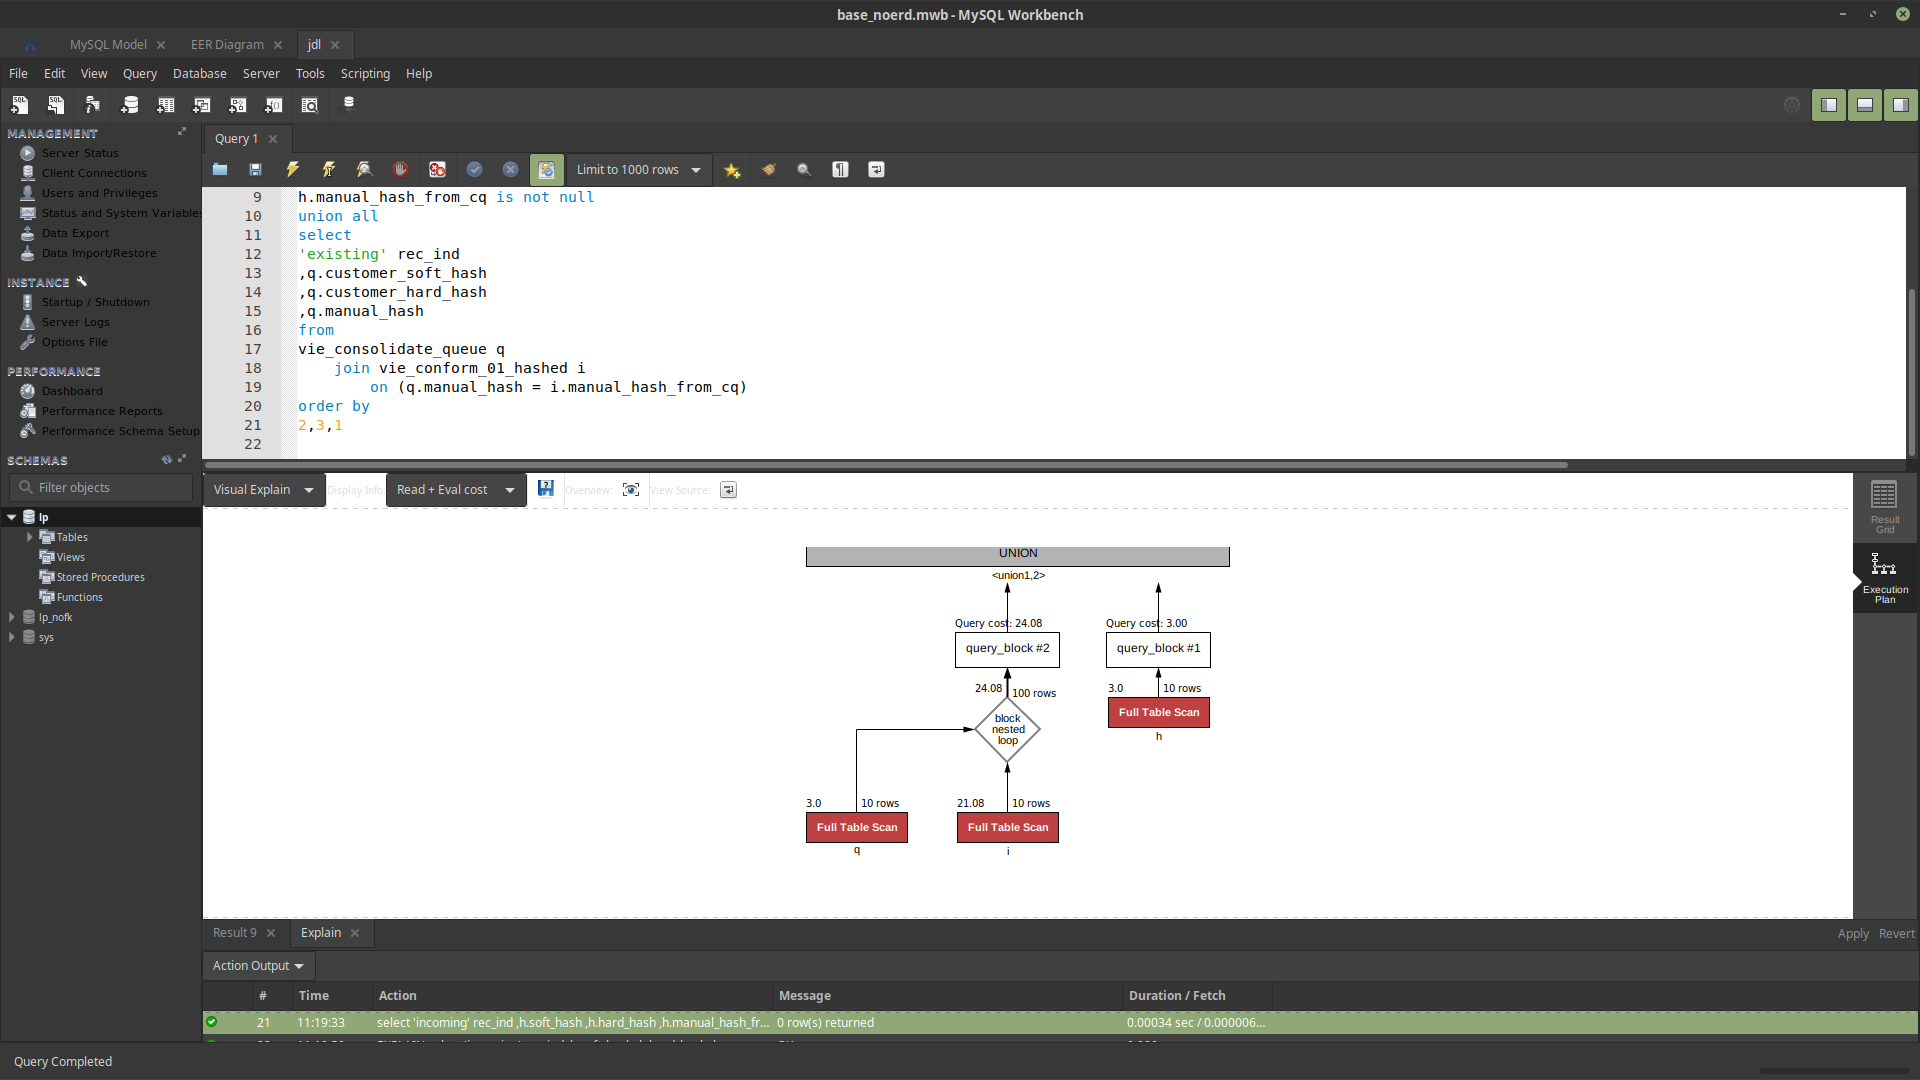 base_noerd.mwb - MySQL Workbench
MySQL Model
EER Diagram
jdl
File Edit View Query Database Server Tools Scripting Help
MANAGEMENT
Server Status
Client Connections
Users and Privileges
Status and System Variables
Data Export
Data Import/Restore
INSTANCE
Startup / Shutdown
Server Logs
Options File
PERFORMANCE
Dashboard
Performance Reports
Performance Schema Setup
SCHEMAS
Filter objects
lp
Tables
Views
Stored Procedures
Functions
lp_nofk
sys
Query 1
Limit to 1000 rows
9 h.manual_hash_from_cq is not null
10 union all
11 select
12 'existing' rec_ind
13 ,q.customer_soft_hash
14 ,q.customer_hard_hash
15 ,q.manual_hash
16 from
17 vie_consolidate_queue q
18 join vie_conform_01_hashed i
19 on (q.manual_hash = i.manual_hash_from_cq)
20 order by
21 2,3,1
22
Visual Explain
Display Info:
Read + Eval cost
Overview:
View Source:
UNION
<union1,2>
Query cost: 24.08
Query cost: 3.00
query_block #2
query_block #1
24.08 100 rows
3.0 10 rows
Full Table Scan
h
block
nested
loop
3.0 10 rows
21.08 10 rows
Full Table Scan
Full Table Scan
q
i
Result
Grid
Execution
Plan
Result 9
Explain
Apply Revert
Action Output
# Time Action Message Duration / Fetch
21 11:19:33 select 'incoming' rec_ind ,h.soft_hash ,h.hard_hash ,h.manual_hash_fr... 0 row(s) returned 0.00034 sec / 0.000006...
Query Completed